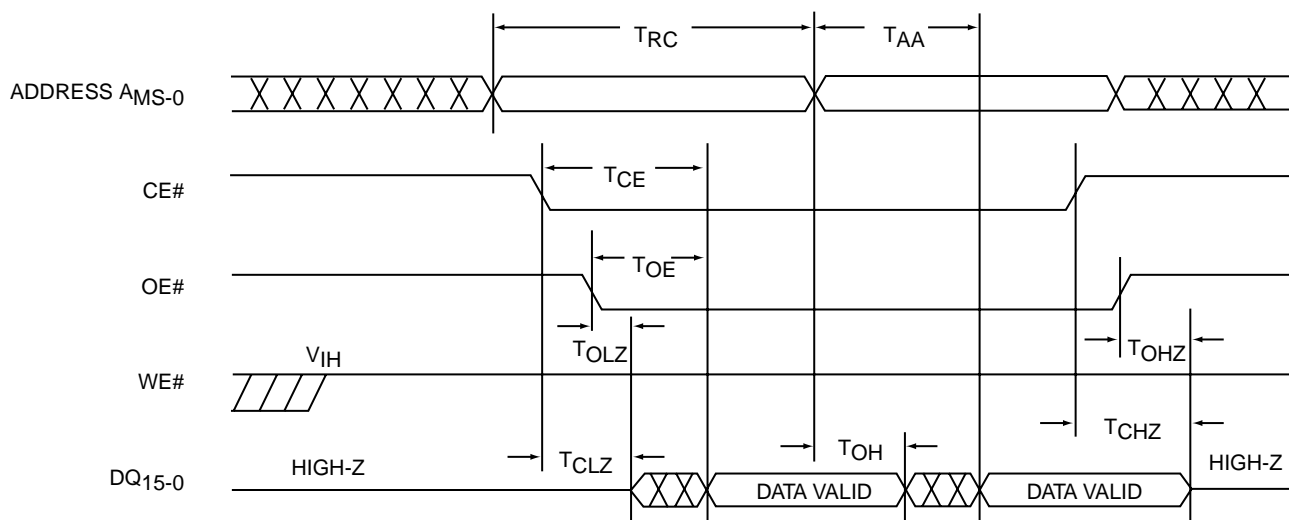 TRC
TAA
ADDRESS AMS-0
TCE
CE#
TOE
OE#
TOLZ
TOHZ
VIH
WE#
TCHZ
TOH
TCLZ
HIGH-Z
HIGH-Z
DQ15-0
DATA VALID
DATA VALID